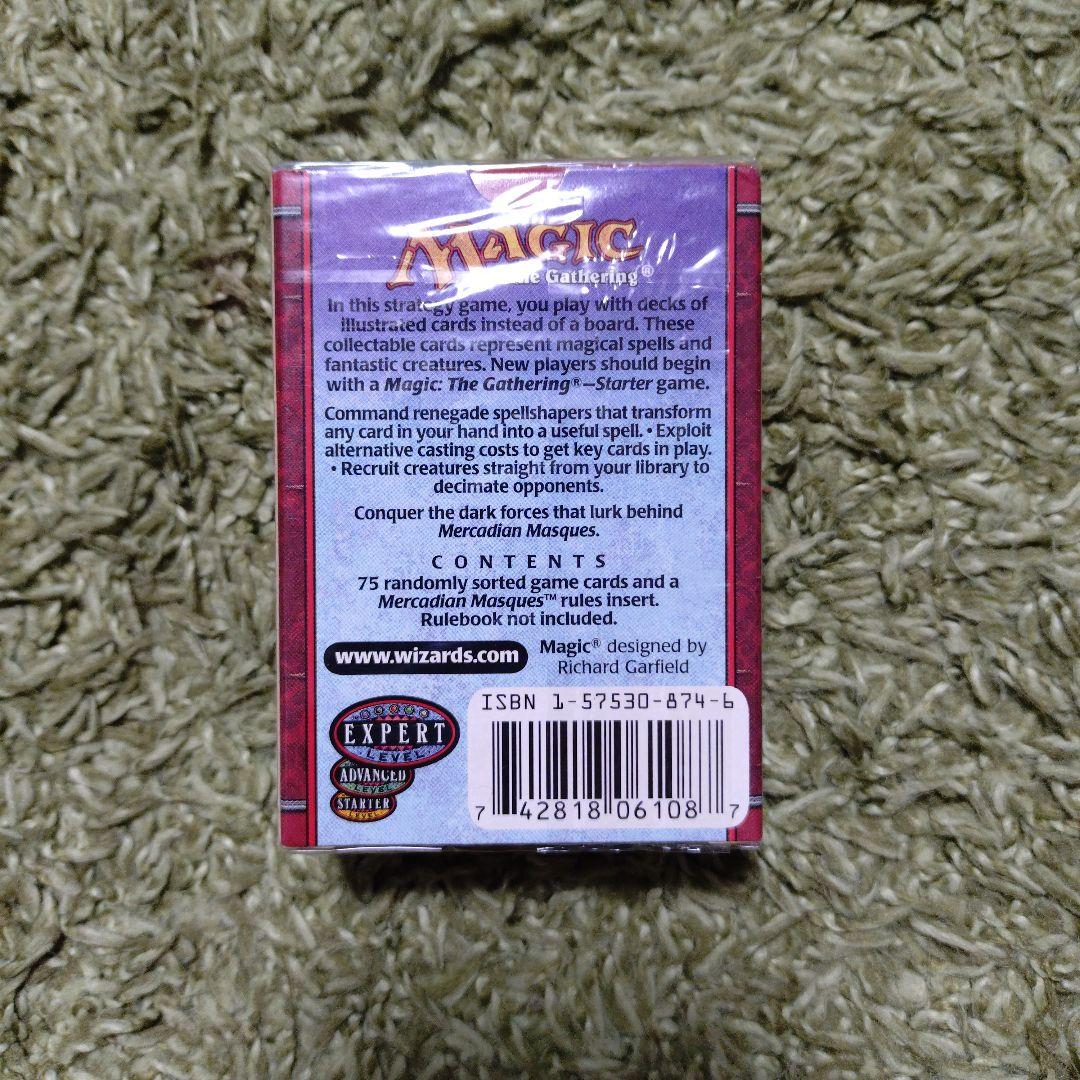 MAGIC
The Gathering®
In this strategy game, you play with decks of
illustrated cards instead of a board. These
collectable cards represent magical spells and
fantastic creatures. New players should begin
with a Magic: The Gathering®—Starter game.
Command renegade spellshapers that transform
any card in your hand into a useful spell. • Exploit
alternative casting costs to get key cards in play.
• Recruit creatures straight from your library to
decimate opponents.
Conquer the dark forces that lurk behind
Mercadian Masques.
CONTENTS
75 randomly sorted game cards and a
Mercadian Masques™ rules insert.
Rulebook not included.
www.wizards.com
Magic® designed by
Richard Garfield
EXPERT
LEVEL
ADVANCED
LEVEL
STARTER
LEVEL
ISBN 1-57530-874-6
7 42818 06108 7